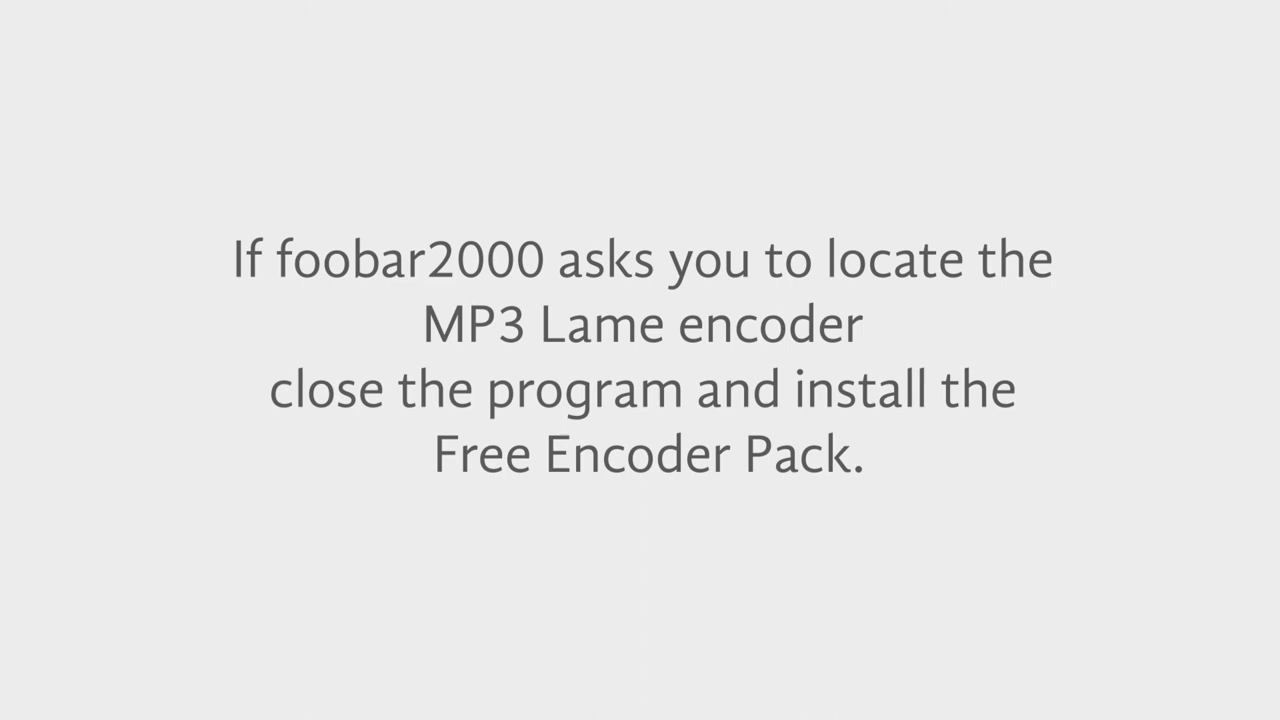 If foobar2000 asks you to locate the
MP3 Lame encoder
close the program and install the
Free Encoder Pack.